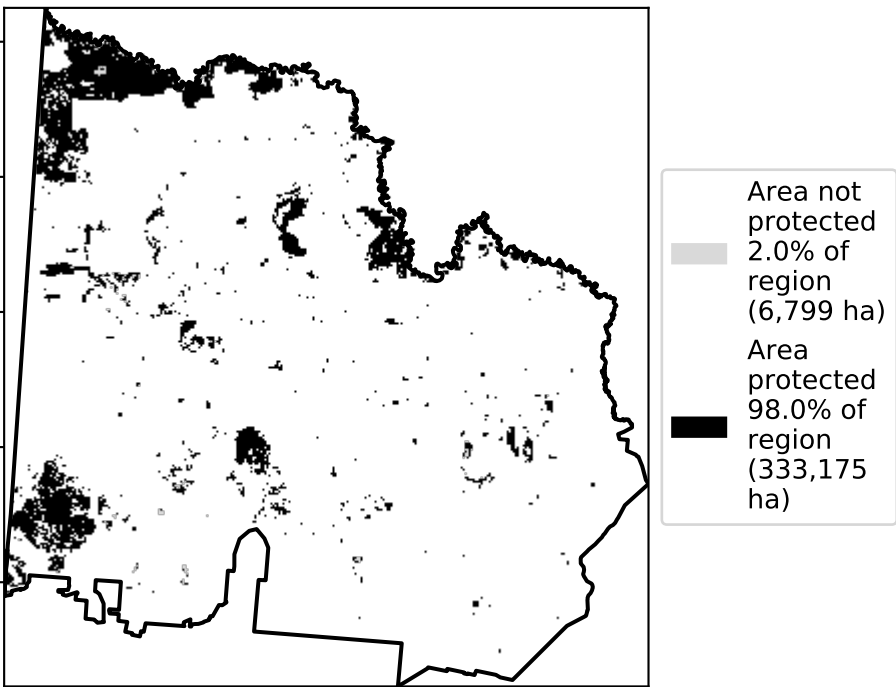 Area not
protected
2.0% of
region
(6,799 ha)
Area
protected
98.0% of
region
(333,175
ha)